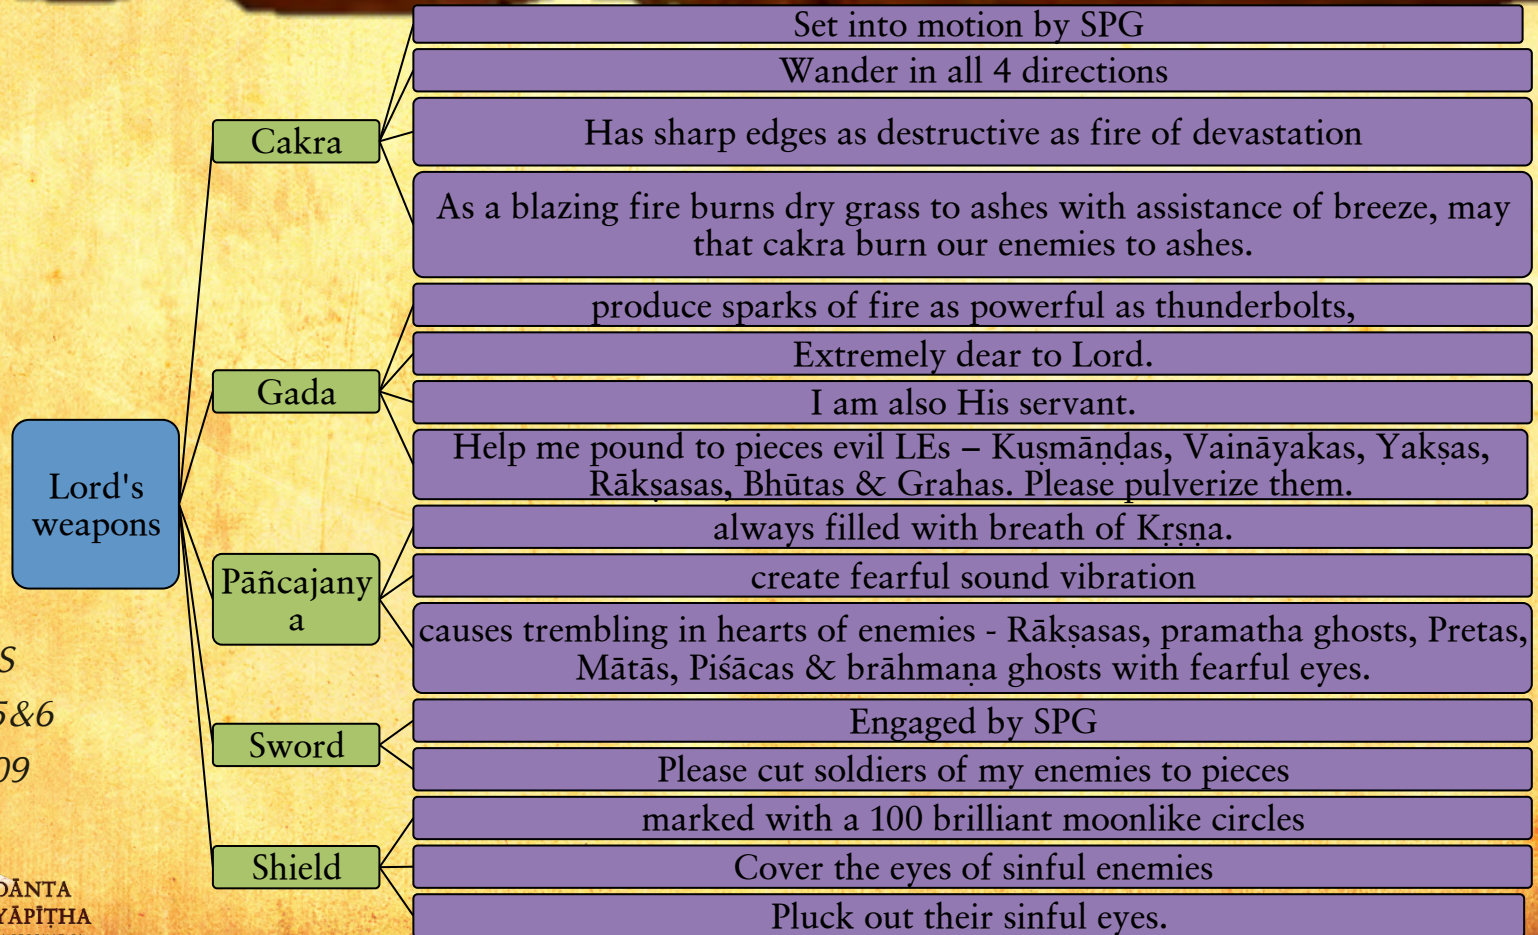 Set into motion by SPG
Wander in all 4 directions
Cakra
Has sharp edges as destructive as fire of devastation
As a blazing fire burns dry grass to ashes with assistance of breeze, may
that cakra burn our enemies to ashes.
produce sparks of fire as powerful as thunderbolts,
Extremely dear to Lord.
Gada
I am also His servant.
Help me pound to pieces evil LEs – Kuṣmāṇḍas, Vaināyakas, Yakṣas,
Rākṣasas, Bhūtas & Grahas. Please pulverize them.
Lord's
weapons
always filled with breath of Kṛṣṇa.
create fearful sound vibration
Pāñcajany
a
causes trembling in hearts of enemies - Rākṣasas, pramatha ghosts, Pretas,
Mātās, Piśācas & brāhmaṇa ghosts with fearful eyes.
Engaged by SPG
Sword
Please cut soldiers of my enemies to pieces
marked with a 100 brilliant moonlike circles
Shield
Cover the eyes of sinful enemies
Pluck out their sinful eyes.
S
5&6
09
DĀNTA
YĀPĪṬHA